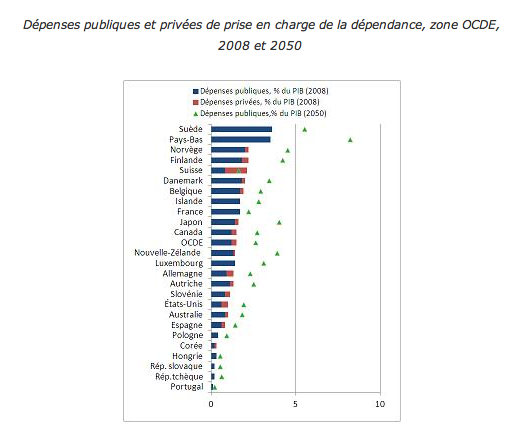 Dépenses publiques et privées de prise en charge de la dépendance, zone OCDE,
2008 et 2050
Dépenses publiques, % du PIB (2008)
Dépenses privées, % du PIB (2008)
Dépenses publiques,% du PIB (2050)
Suède
Pays-Bas
Norvège
Finlande
Suisse
Danemark
Belgique
Islande
France
Japon
Canada
OCDE
Nouvelle-Zélande
Luxembourg
Allemagne
Autriche
Slovénie
États-Unis
Australie
Espagne
Pologne
Corée
Hongrie
Rép. slovaque
Rép.tchèque
Portugal
0 5 10